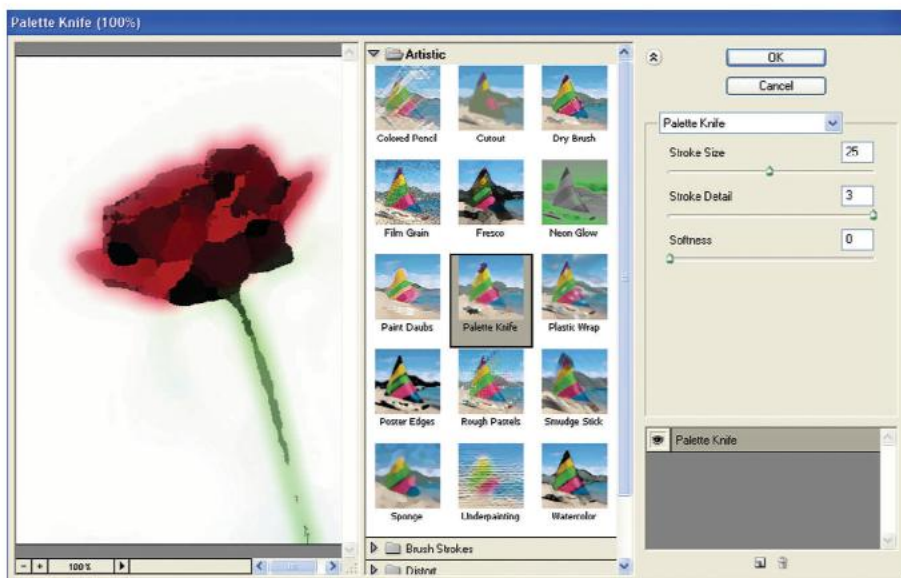 Palette Knife (100%)
Artistic
Colored Pencil
Cutout
Dry Brush
Film Grain
Fresco
Neon Glow
Paint Daubs
Palette Knife
Plastic Wrap
Poster Edges
Rough Pastels
Smudge Stick
Sponge
Underpainting
Watercolor
Brush Strokes
Distort
OK
Cancel
Palette Knife
Stroke Size 25
Stroke Detail 3
Softness 0
Palette Knife
- + 100%